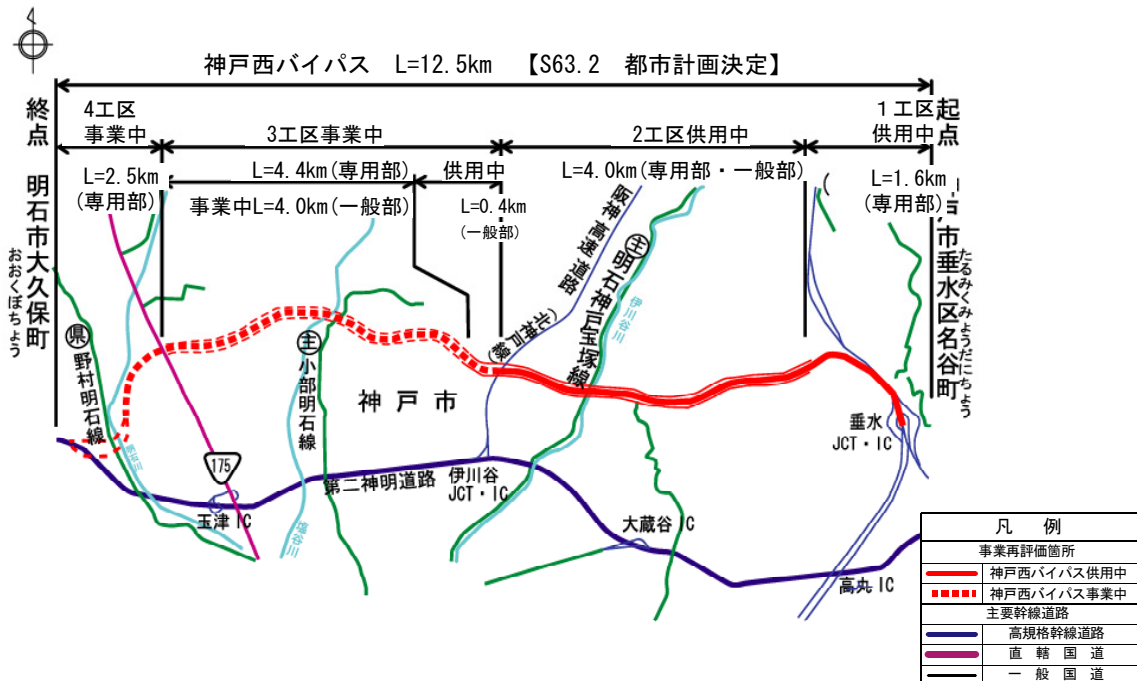 神戸西バイパス L=12.5km 【S63.2 都市計画決定】
終点 明石市大久保町
おおくぼちょう
4工区
事業中
3工区事業中
2工区供用中
1工区
供用中
起点
戸市垂水区名谷町
たるみくみょうだにちょう
L=2.5km
(専用部)
L=4.4km(専用部)
供用中
事業中L=4.0km(一般部)
L=0.4km
(一般部)
L=4.0km(専用部・一般部)
L=1.6km
(専用部)
阪神高速道路
(北神戸線)
主
明石神戸宝塚線
伊川谷川
県
野村明石線
主
小部明石線
神戸市
垂水
JCT・IC
175
第二神明道路
伊川谷
JCT・IC
玉津IC
大蔵谷IC
高丸IC
凡例
事業再評価箇所
神戸西バイパス供用中
神戸西バイパス事業中
主要幹線道路
高規格幹線道路
直轄国道
一般国道